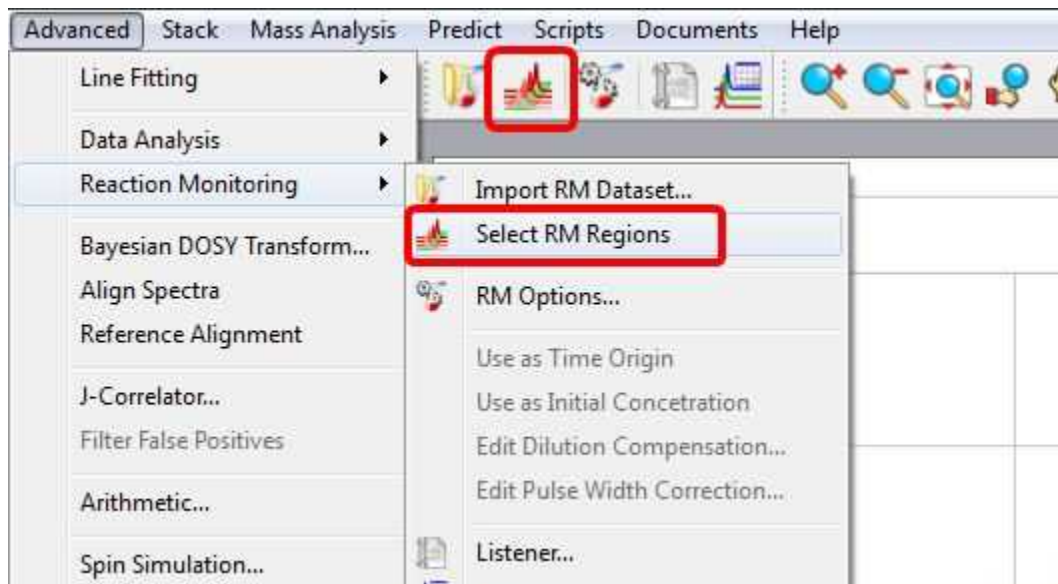 Advanced Stack Mass Analysis Predict Scripts Documents Help
Line Fitting
Data Analysis
Reaction Monitoring
Bayesian DOSY Transform...
Align Spectra
Reference Alignment
J-Correlator...
Filter False Positives
Arithmetic...
Spin Simulation...
Import RM Dataset...
Select RM Regions
RM Options...
Use as Time Origin
Use as Initial Concetration
Edit Dilution Compensation...
Edit Pulse Width Correction...
Listener...